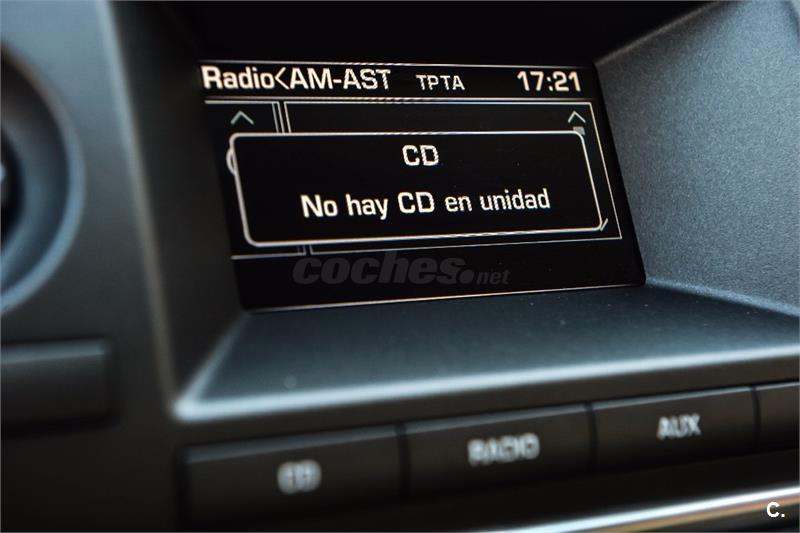 Radio<AM-AST TPTA 17:21
CD
No hay CD en unidad
coches.net
CD RADIO AUX
C.